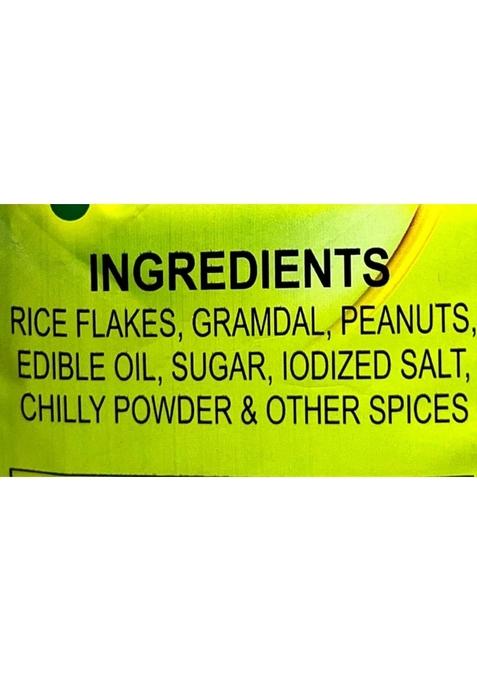 INGREDIENTS
RICE FLAKES, GRAMDAL, PEANUTS,
EDIBLE OIL, SUGAR, IODIZED SALT,
CHILLY POWDER & OTHER SPICES